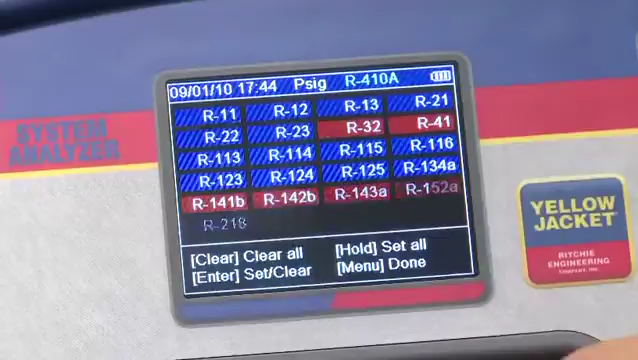 09/01/10 17:44 Psig R-410A
R-11 R-12 R-13 R-21
R-22 R-23 R-32 R-41
R-113 R-114 R-115 R-116
R-123 R-124 R-125 R-134a
R-141b R-142b R-143a R-152a
R-218
[Clear] Clear all [Hold] Set all
[Enter] Set/Clear [Menu] Done
SYSTEM
ANALYZER
YELLOW
JACKET
RITCHIE
ENGINEERING
COMPANY, INC.